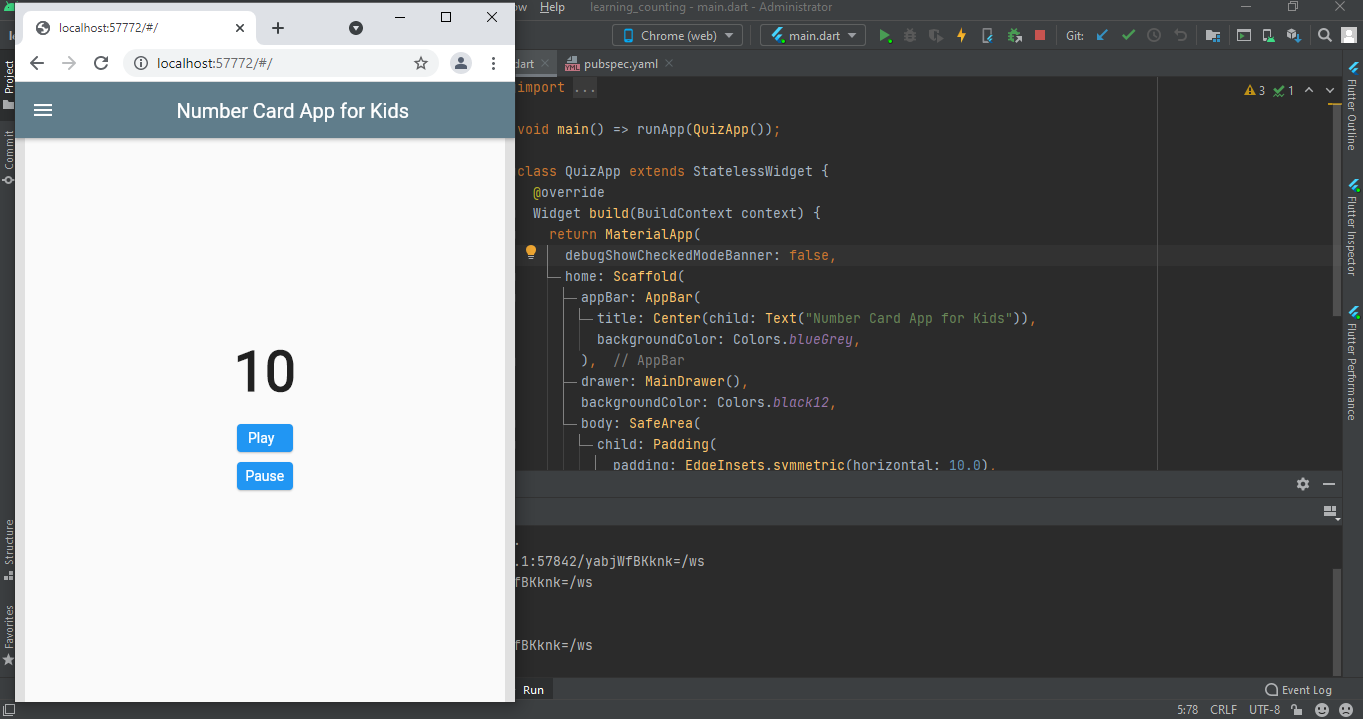 localhost:57772/#/
localhost:57772/#/
Number Card App for Kids
10
Play
Pause
Help
learning_counting - main.dart - Administrator
Chrome (web)
main.dart
Git:
dart
pubspec.yaml
import ...
3
1
void main() => runApp(QuizApp());
class QuizApp extends StatelessWidget {
@override
Widget build(BuildContext context) {
return MaterialApp(
debugShowCheckedModeBanner: false,
home: Scaffold(
appBar: AppBar(
title: Center(child: Text("Number Card App for Kids")),
backgroundColor: Colors.blueGrey,
), // AppBar
drawer: MainDrawer(),
backgroundColor: Colors.black12,
body: SafeArea(
child: Padding(
padding: EdgeInsets.symmetric(horizontal: 10.0),
.1:57842/yabjWfBKknk=/ws
fBKknk=/ws
fBKknk=/ws
Run
Event Log
5:78 CRLF UTF-8
Project
Commit
Structure
Favorites
Flutter Outline
Flutter Inspector
Flutter Performance